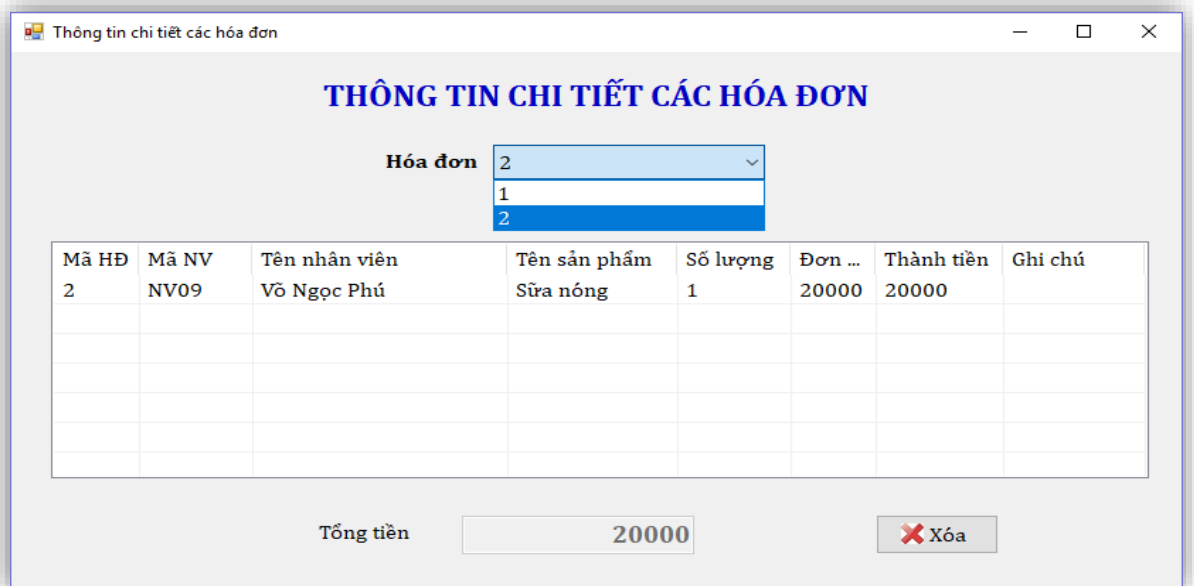 Thông tin chi tiết các hóa đơn
THÔNG TIN CHI TIẾT CÁC HÓA ĐƠN
Hóa đơn 2
1
2
Mã HĐ Mã NV Tên nhân viên Tên sản phẩm Số lượng Đơn ... Thành tiền Ghi chú
2 NV09 Võ Ngọc Phú Sữa nóng 1 20000 20000
Tổng tiền 20000 Xóa